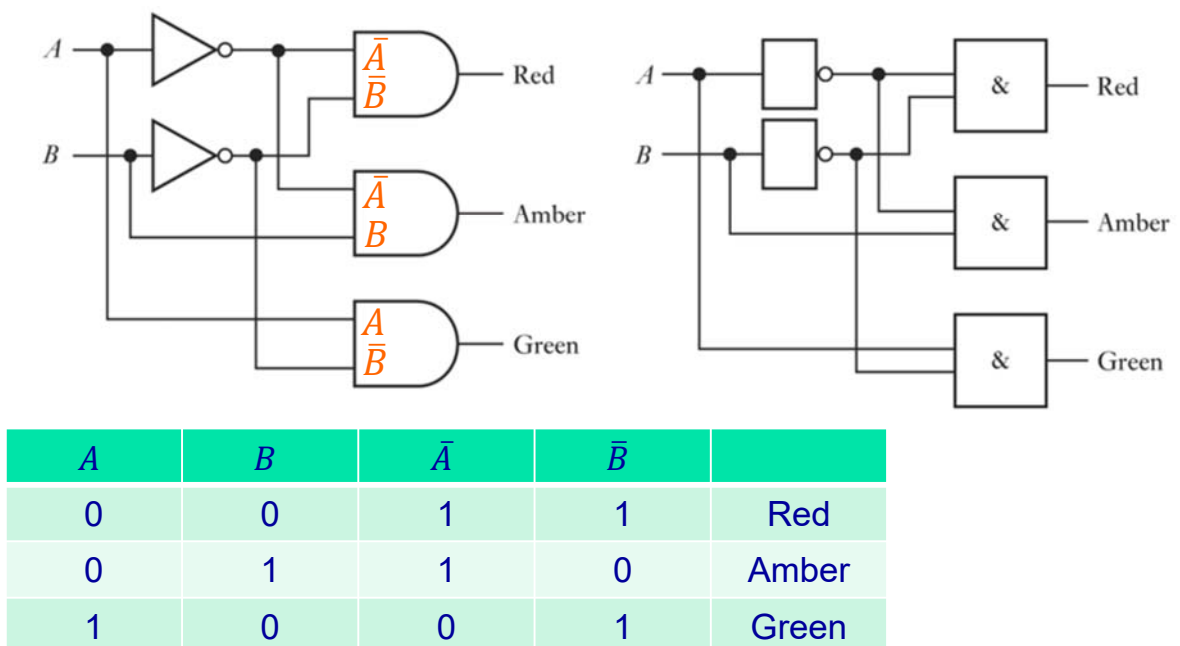 A
Ā
B̄
Red
B
Ā
B
Amber
A
B̄
Green
A
&
Red
B
&
Amber
&
Green
A B Ā B̄
0 0 1 1 Red
0 1 1 0 Amber
1 0 0 1 Green